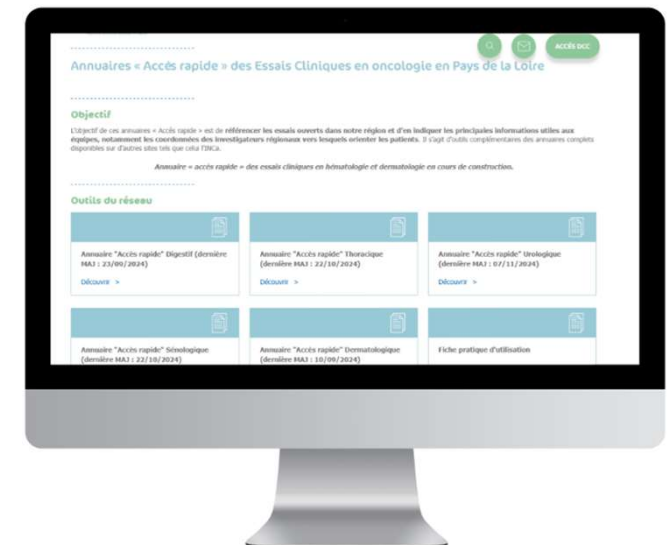 ACCÈS DCC
Annuaires « Accès rapide » des Essais Cliniques en oncologie en Pays de la Loire
Objectif
L'objectif de ces annuaires « Accès rapide » est de référencer les essais ouverts dans notre région et d'en indiquer les principales informations utiles aux
équipes, notamment les coordonnées des investigateurs régionaux vers lesquels orienter les patients. Il s'agit d'outils complémentaires des annuaires complets
disponibles sur d'autres sites tels que celui l'INCa.
Annuaire « accès rapide » des essais cliniques en hématologie et dermatologie en cours de construction.
Outils du réseau
Annuaire "Accès rapide" Digestif (dernière
MAJ : 23/09/2024)
Découvrir >
Annuaire "Accès rapide" Thoracique
(dernière MAJ : 22/10/2024)
Découvrir >
Annuaire "Accès rapide" Urologique
(dernière MAJ : 07/11/2024)
Découvrir >
Annuaire "Accès rapide" Sénologique
(dernière MAJ : 22/10/2024)
Annuaire "Accès rapide" Dermatologique
(dernière MAJ : 10/09/2024)
Fiche pratique d'utilisation